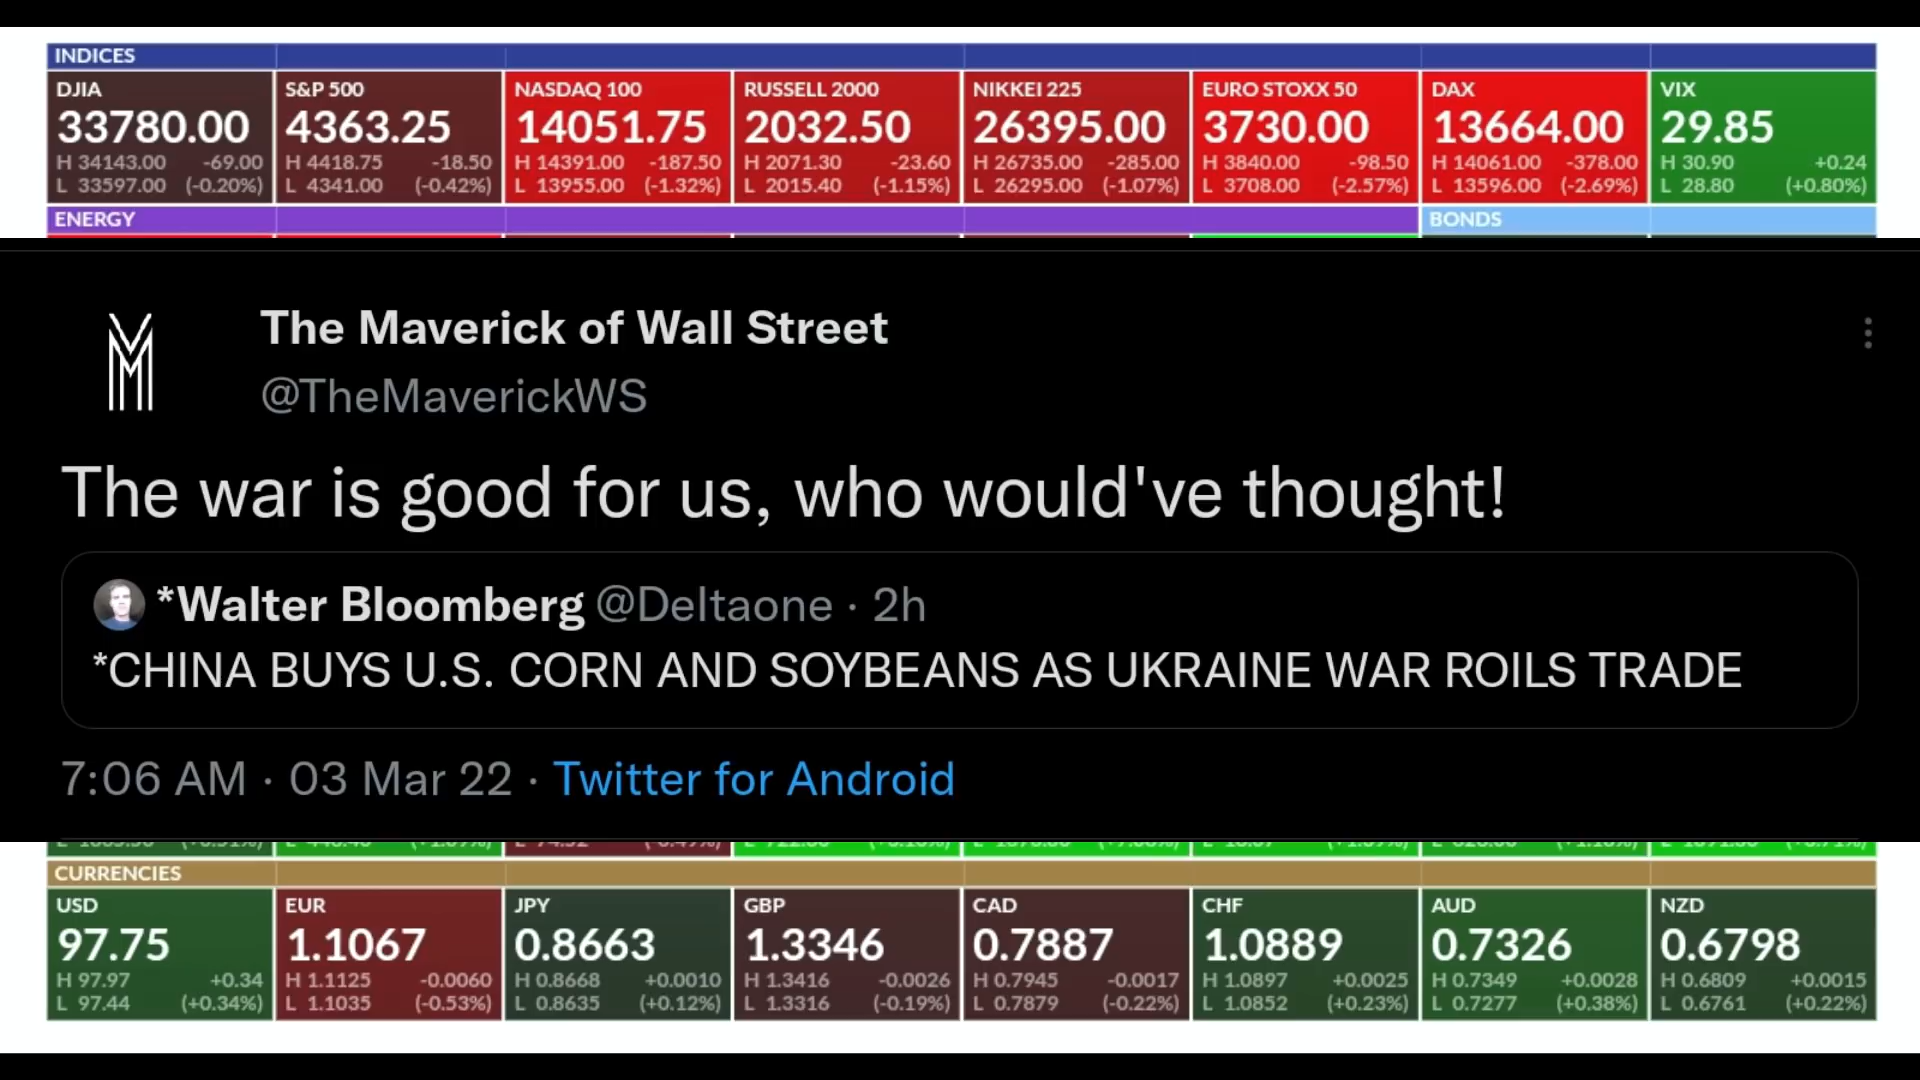 INDICES
DJIA S&P 500 NASDAQ 100 RUSSELL 2000 NIKKEI 225 EURO STOXX 50 DAX VIX
33780.00 4363.25 14051.75 2032.50 26395.00 3730.00 13664.00 29.85
H 34143.00 -69.00 H 4418.75 -18.50 H 14391.00 -187.50 H 2071.30 -23.60 H 26735.00 -285.00 H 3840.00 -98.50 H 14061.00 -378.00 H 30.90 +0.24
L 33597.00 (-0.20%) L 4341.00 (-0.42%) L 13955.00 (-1.32%) L 2015.40 (-1.15%) L 26295.00 (-1.07%) L 3708.00 (-2.57%) L 13596.00 (-2.69%) L 28.80 (+0.80%)
ENERGY BONDS
The Maverick of Wall Street
@TheMaverickWS
The war is good for us, who would've thought!
*Walter Bloomberg @Deltaone · 2h
*CHINA BUYS U.S. CORN AND SOYBEANS AS UKRAINE WAR ROILS TRADE
7:06 AM · 03 Mar 22 · Twitter for Android
CURRENCIES
USD EUR JPY GBP CAD CHF AUD NZD
97.75 1.1067 0.8663 1.3346 0.7887 1.0889 0.7326 0.6798
H 97.97 +0.34 H 1.1125 -0.0060 H 0.8668 +0.0010 H 1.3416 -0.0026 H 0.7945 -0.0017 H 1.0897 +0.0025 H 0.7349 +0.0028 H 0.6809 +0.0015
L 97.44 (+0.34%) L 1.1035 (-0.53%) L 0.8635 (+0.12%) L 1.3316 (-0.19%) L 0.7879 (-0.22%) L 1.0852 (+0.23%) L 0.7277 (+0.38%) L 0.6761 (+0.22%)